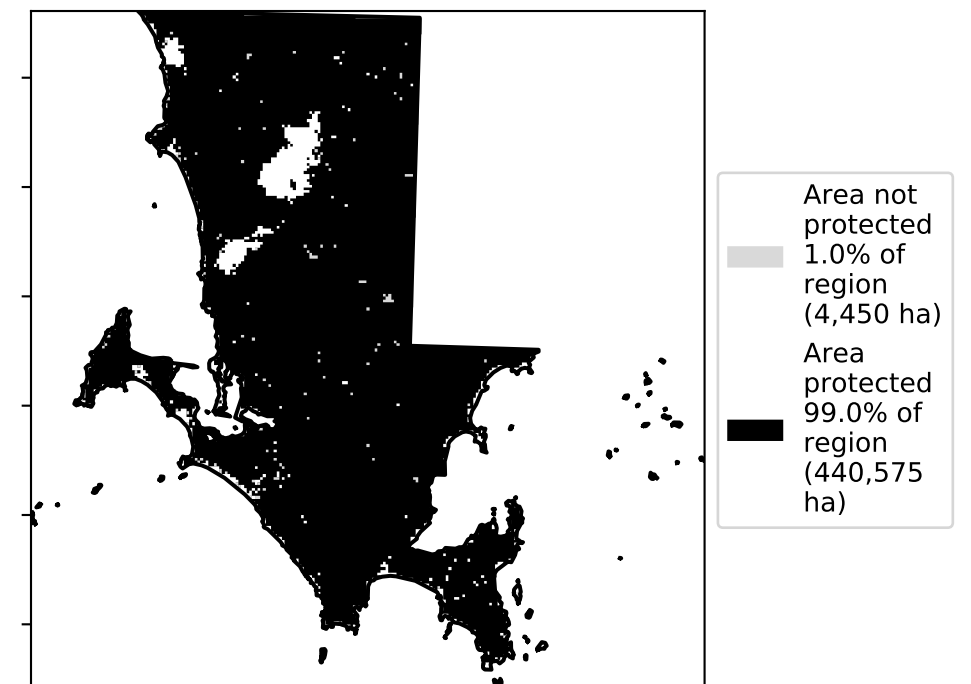 Area not
protected
1.0% of
region
(4,450 ha)
Area
protected
99.0% of
region
(440,575
ha)